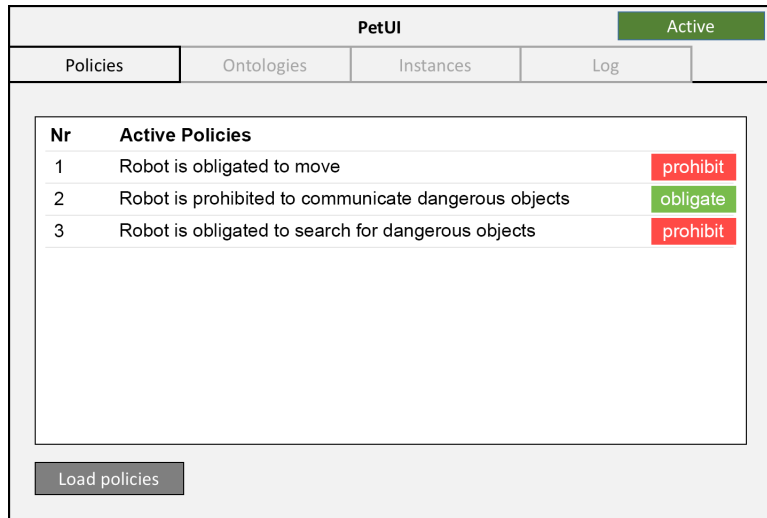 PetUI Active
Policies Ontologies Instances Log
Nr Active Policies
1 Robot is obligated to move prohibit
2 Robot is prohibited to communicate dangerous objects obligate
3 Robot is obligated to search for dangerous objects prohibit
Load policies